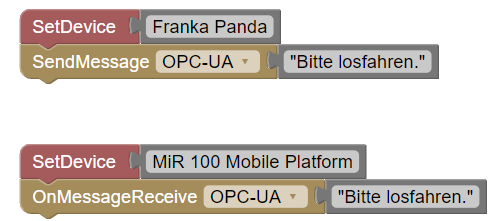 SetDevice Franka Panda
SendMessage OPC-UA "Bitte losfahren."
SetDevice MiR 100 Mobile Platform
OnMessageReceive OPC-UA "Bitte losfahren."